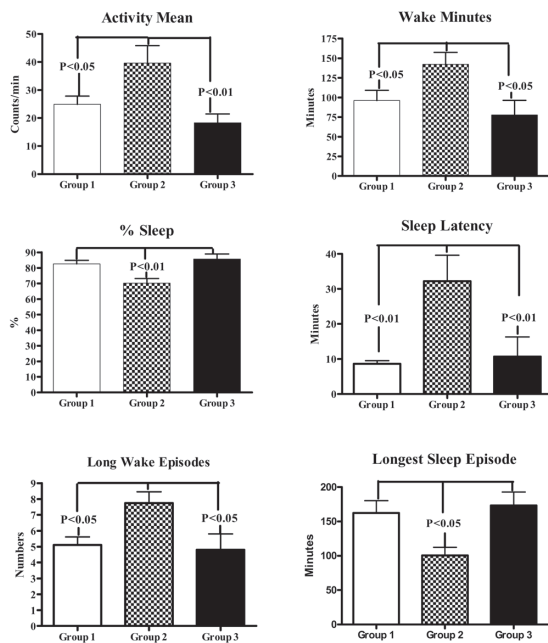 Activity Mean
Counts/min
50
40
30
20
10
0
P<0.05
P<0.01
Group 1 Group 2 Group 3
Wake Minutes
Minutes
175
150
125
100
75
50
25
0
P<0.05
P<0.05
Group 1 Group 2 Group 3
% Sleep
%
90
80
70
60
50
40
30
20
10
0
P<0.01
Group 1 Group 2 Group 3
Sleep Latency
Minutes
40
30
20
10
0
P<0.01
P<0.01
Group 1 Group 2 Group 3
Long Wake Episodes
Numbers
9
8
7
6
5
4
3
2
1
0
P<0.05
P<0.05
Group 1 Group 2 Group 3
Longest Sleep Episode
Minutes
200
150
100
50
0
P<0.05
Group 1 Group 2 Group 3